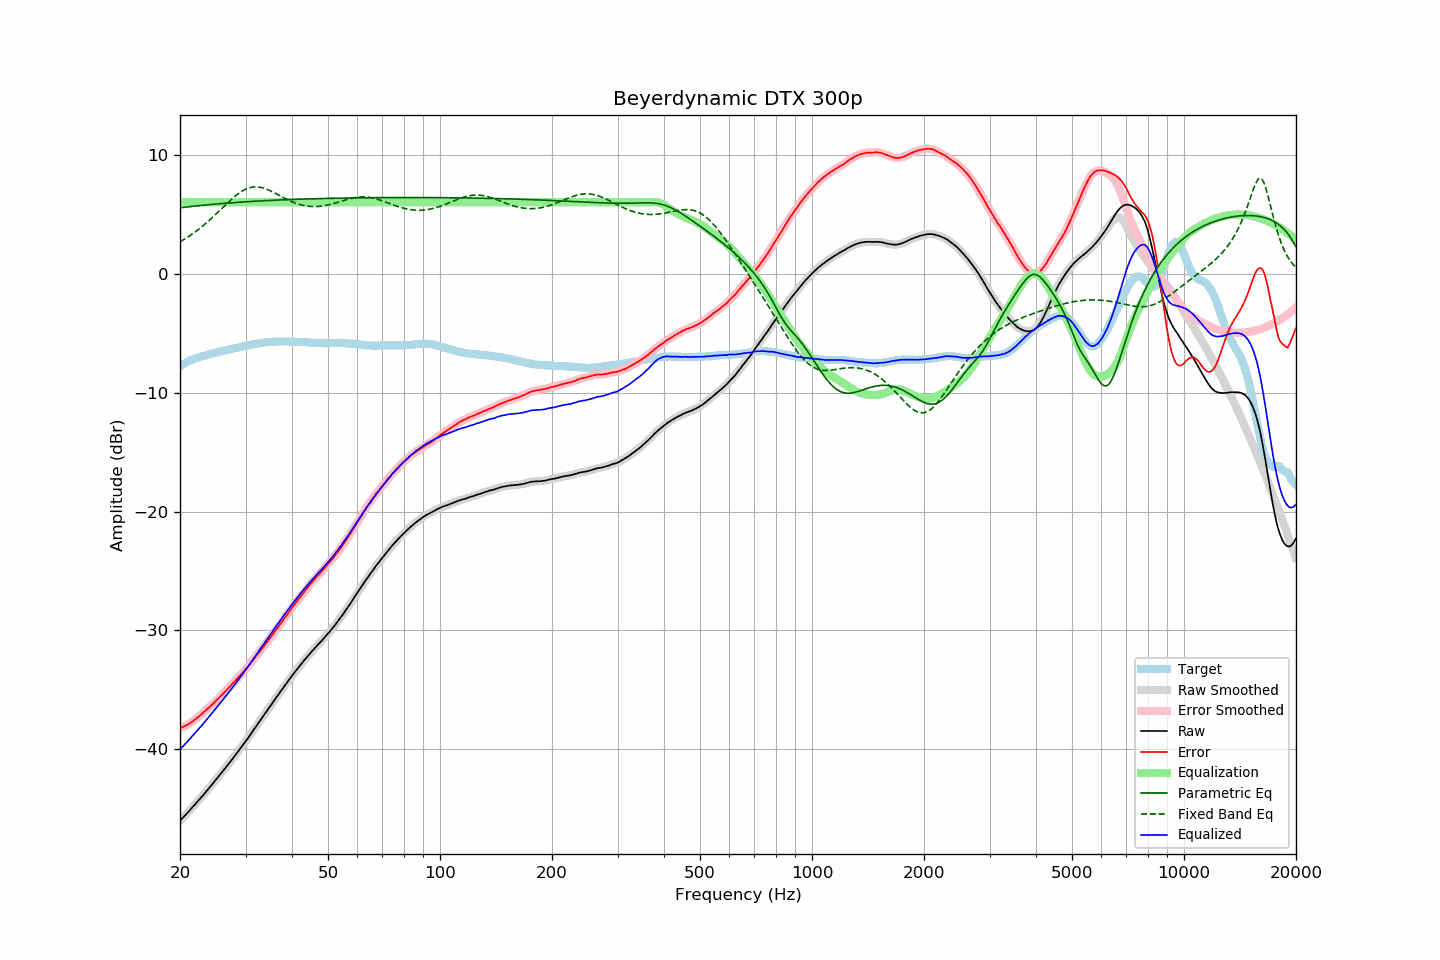 Beyerdynamic DTX 300p
10
0
−10
−20
−30
−40
Amplitude (dBr)
20
50
100
200
500
1000
2000
5000
10000
20000
Frequency (Hz)
Target
Raw Smoothed
Error Smoothed
Raw
Error
Equalization
Parametric Eq
Fixed Band Eq
Equalized